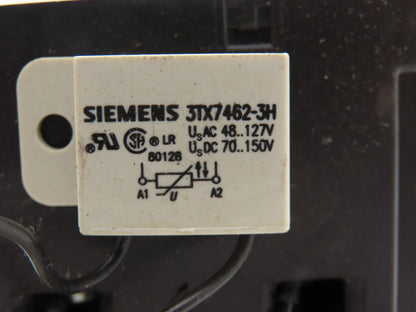 SIEMENS 3TX7462-3H
UsAC 48..127V
® LR UsDC 70..150V
80128
A1 U A2